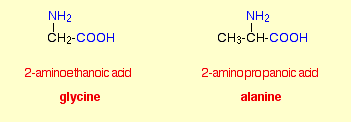 NH2 NH2
CH2-COOH CH3-CH-COOH
2-aminoethanoic acid 2-aminopropanoic acid
glycine alanine